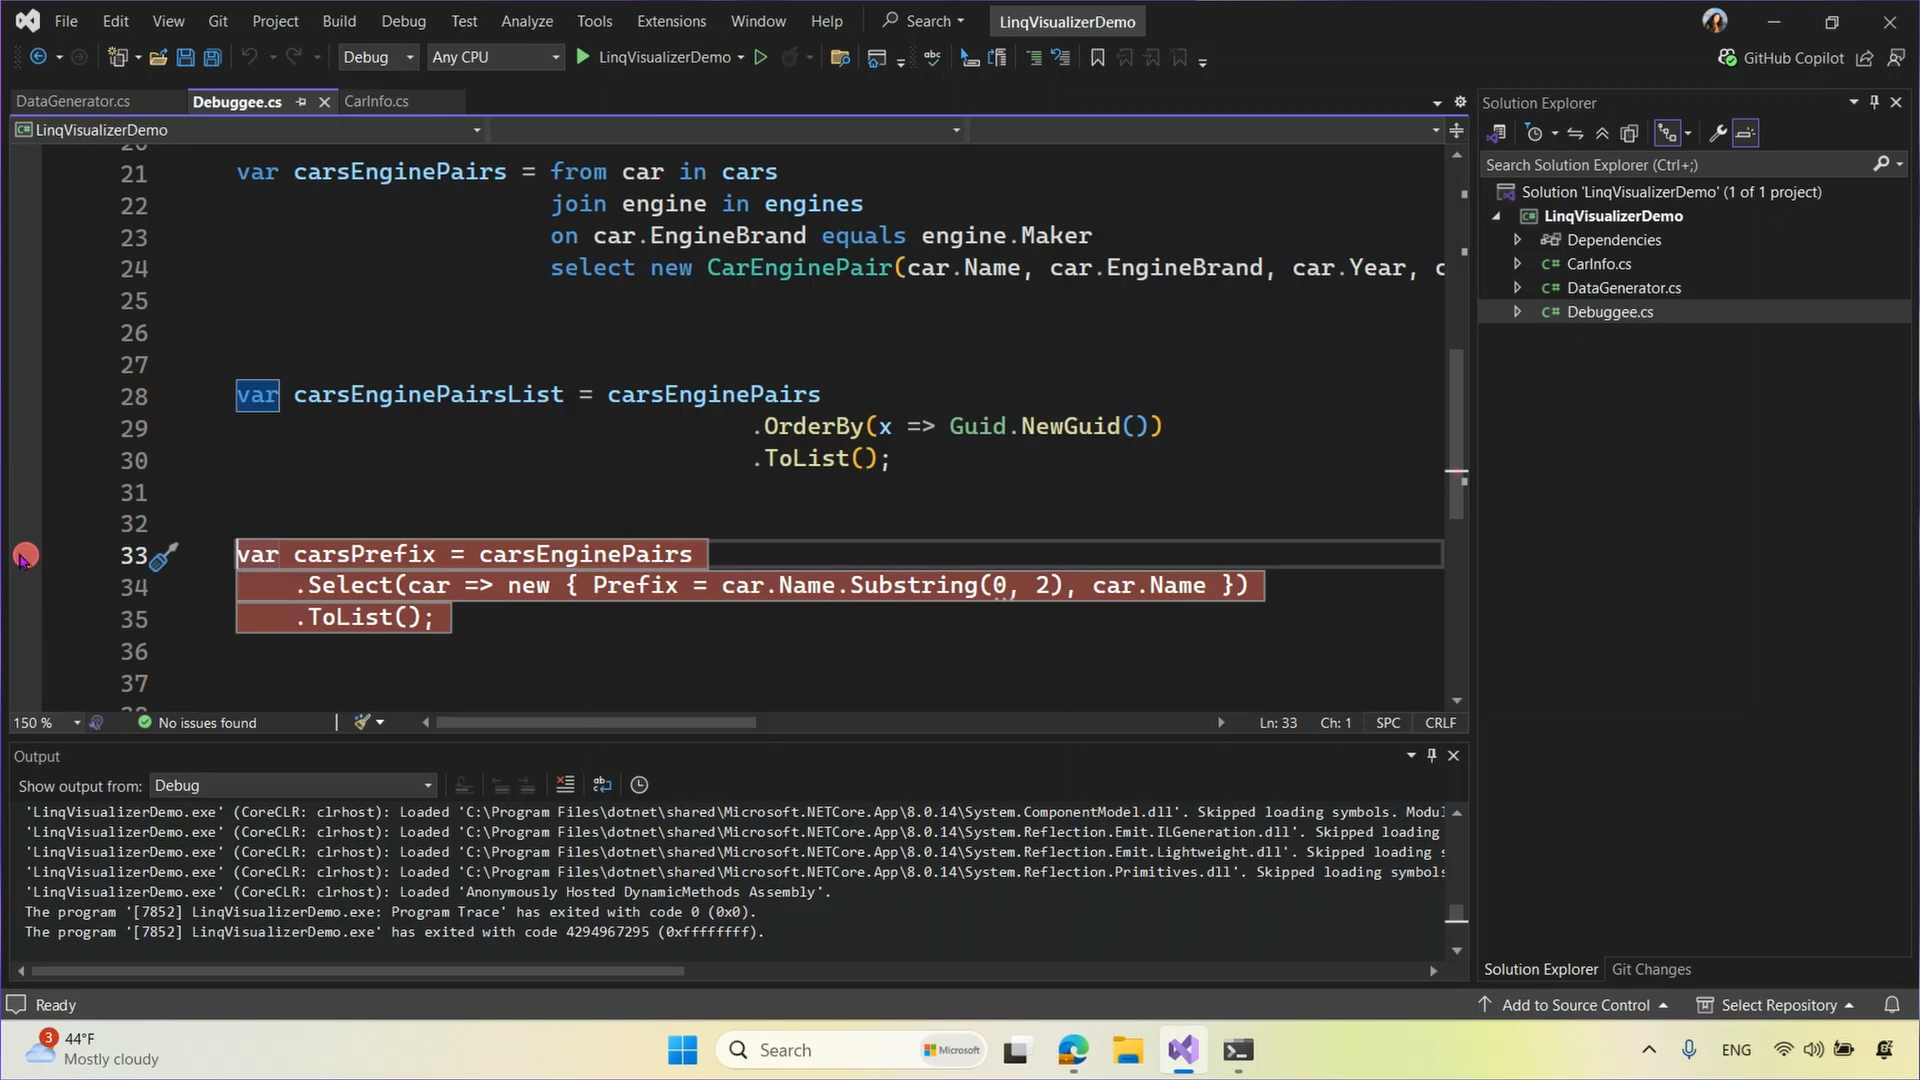 File Edit View Git Project Build Debug Test Analyze Tools Extensions Window Help Search LinqVisualizerDemo
Debug Any CPU LinqVisualizerDemo GitHub Copilot
DataGenerator.cs Debuggee.cs CarInfo.cs
LinqVisualizerDemo
21 var carsEnginePairs = from car in cars
22 join engine in engines
23 on car.EngineBrand equals engine.Maker
24 select new CarEnginePair(car.Name, car.EngineBrand, car.Year, c
25
26
27
28 var carsEnginePairsList = carsEnginePairs
29 .OrderBy(x => Guid.NewGuid())
30 .ToList();
31
32
33 var carsPrefix = carsEnginePairs
34 .Select(car => new { Prefix = car.Name.Substring(0, 2), car.Name })
35 .ToList();
36
37
150 % No issues found Ln: 33 Ch: 1 SPC CRLF
Output
Show output from: Debug
'LinqVisualizerDemo.exe' (CoreCLR: clrhost): Loaded 'C:\Program Files\dotnet\shared\Microsoft.NETCore.App\8.0.14\System.ComponentModel.dll'. Skipped loading symbols. Modul
'LinqVisualizerDemo.exe' (CoreCLR: clrhost): Loaded 'C:\Program Files\dotnet\shared\Microsoft.NETCore.App\8.0.14\System.Reflection.Emit.ILGeneration.dll'. Skipped loading
'LinqVisualizerDemo.exe' (CoreCLR: clrhost): Loaded 'C:\Program Files\dotnet\shared\Microsoft.NETCore.App\8.0.14\System.Reflection.Emit.Lightweight.dll'. Skipped loading s
'LinqVisualizerDemo.exe' (CoreCLR: clrhost): Loaded 'C:\Program Files\dotnet\shared\Microsoft.NETCore.App\8.0.14\System.Reflection.Primitives.dll'. Skipped loading symbols
'LinqVisualizerDemo.exe' (CoreCLR: clrhost): Loaded 'Anonymously Hosted DynamicMethods Assembly'.
The program '[7852] LinqVisualizerDemo.exe: Program Trace' has exited with code 0 (0x0).
The program '[7852] LinqVisualizerDemo.exe' has exited with code 4294967295 (0xffffffff).
Solution Explorer
Search Solution Explorer (Ctrl+;)
Solution 'LinqVisualizerDemo' (1 of 1 project)
LinqVisualizerDemo
Dependencies
C# CarInfo.cs
C# DataGenerator.cs
C# Debuggee.cs
Solution Explorer Git Changes
Ready Add to Source Control Select Repository
3 44°F
Mostly cloudy
Search Microsoft
ENG